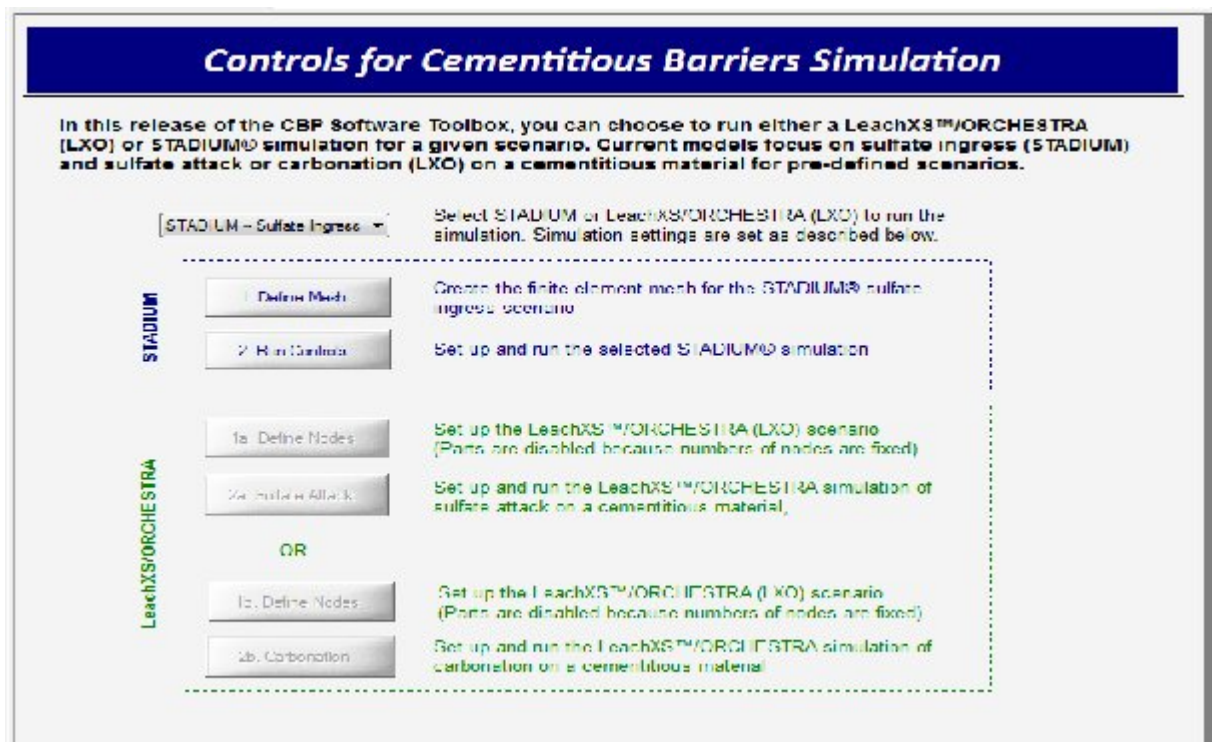 Controls for Cementitious Barriers Simulation
In this release of the CBP Software Toolbox, you can choose to run either a LeachXS™/ORCHESTRA
(LXO) or STADIUM® simulation for a given scenario. Current models focus on sulfate ingress (STADIUM)
and sulfate attack or carbonation (LXO) on a cementitious material for pre-defined scenarios.
STADIUM – Sulfate Ingress
Select STADIUM or LeachXS/ORCHESTRA (LXO) to run the
simulation. Simulation settings are set as described below.
STADIUM
1. Define Mesh
Create the finite element mesh for the STADIUM® sulfate
ingress scenario
2. Run Controls
Set up and run the selected STADIUM® simulation
LeachXS/ORCHESTRA
1a. Define Nodes
Set up the LeachXS™/ORCHESTRA (LXO) scenario
(Parts are disabled because numbers of nodes are fixed)
2a. Sulfate Attack
Set up and run the LeachXS™/ORCHESTRA simulation of
sulfate attack on a cementitious material,
OR
1b. Define Nodes
Set up the LeachXS™/ORCHESTRA (LXO) scenario
(Parts are disabled because numbers of nodes are fixed)
2b. Carbonation
Set up and run the LeachXS™/ORCHESTRA simulation of
carbonation on a cementitious material